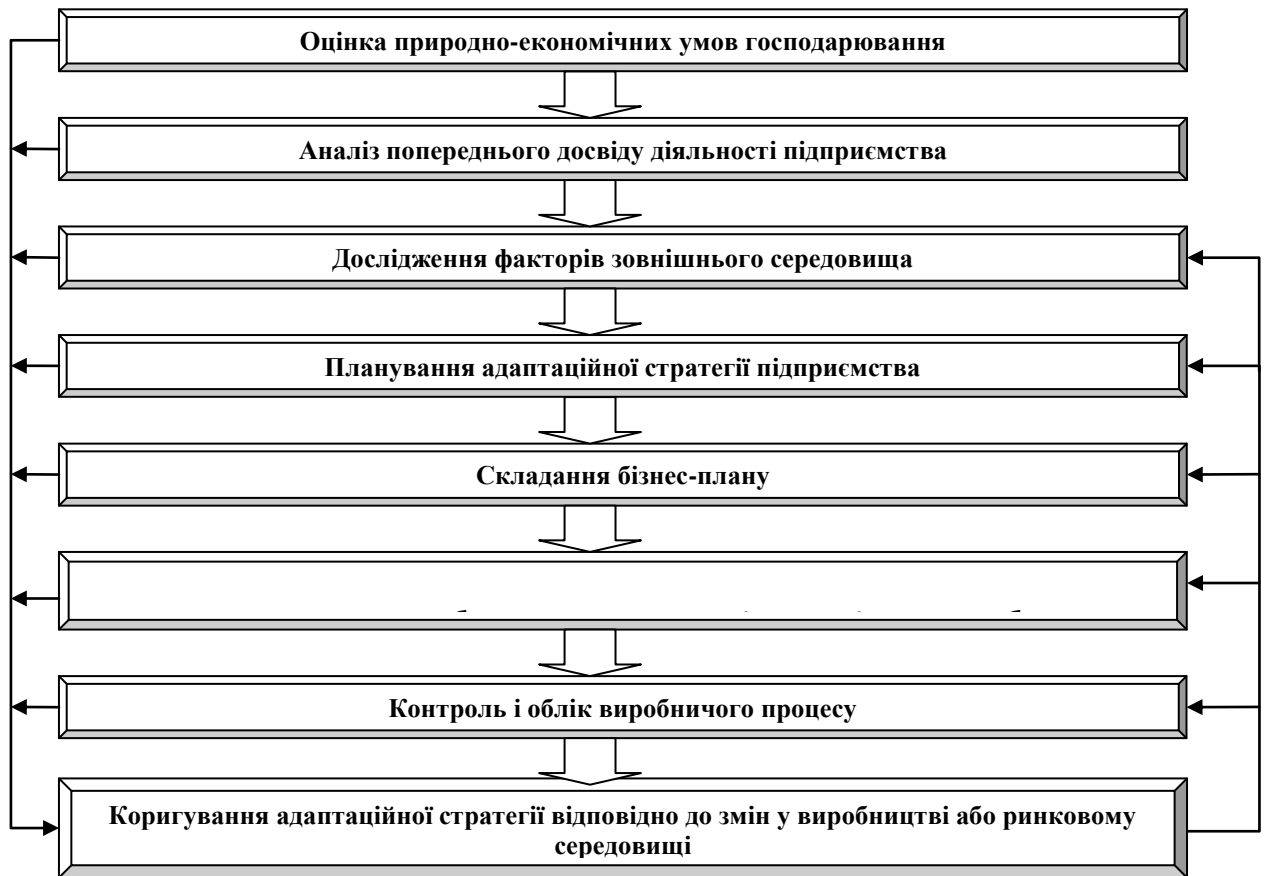 Оцінка природно-економічних умов господарювання
Аналіз попереднього досвіду діяльності підприємства
Дослідження факторів зовнішнього середовища
Планування адаптаційної стратегії підприємства
Складання бізнес-плану
Контроль і облік виробничого процесу
Коригування адаптаційної стратегії відповідно до змін у виробництві або ринковому
середовищі